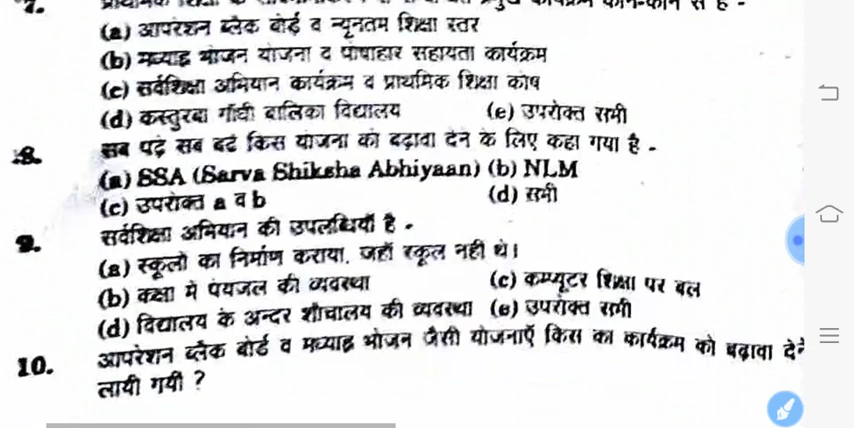 7.
(a) आपरेशन ब्लैक बोर्ड व न्यूनतम शिक्षा स्तर
(b) मध्याह्न भोजन योजना व पोषाहार सहायता कार्यक्रम
(c) सर्वशिक्षा अभियान कार्यक्रम व प्राथमिक शिक्षा कोष
(d) कस्तुरबा गाँधी बालिका विद्यालय (e) उपरोक्त सभी
8. सब पढ़े सब बढ़े किस योजना को बढ़ावा देने के लिए कहा गया है -
(a) SSA (Sarva Shiksha Abhiyaan) (b) NLM
(c) उपरोक्त a व b (d) सभी
9. सर्वशिक्षा अभियान की उपलब्धियाँ है -
(a) स्कूलो का निर्माण कराया, जहाँ स्कूल नही थे।
(b) कक्षा मे पेयजल की व्यवस्था (c) कम्प्यूटर शिक्षा पर बल
(d) विद्यालय के अन्दर शौचालय की व्यवस्था (e) उपरोक्त सभी
10. आपरेशन ब्लैक बोर्ड व मध्याह्न भोजन जैसी योजनाएँ किस का कार्यक्रम को बढ़ावा देने
लायी गयी ?